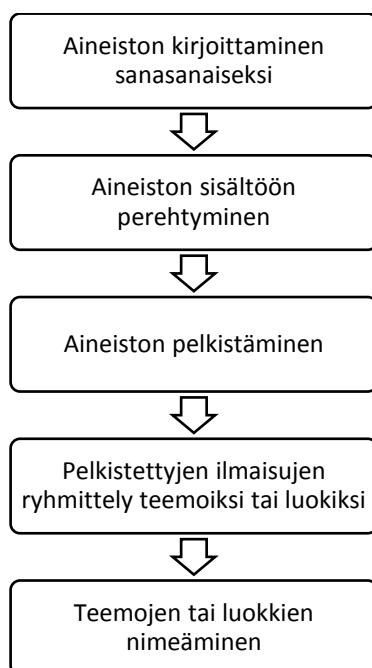 Aineiston kirjoittaminen
sanasanaiseksi
Aineiston sisältöön
perehtyminen
Aineiston pelkistäminen
Pelkistettyjen ilmaisujen
ryhmittely teemoiksi tai luokiksi
Teemojen tai luokkien
nimeäminen